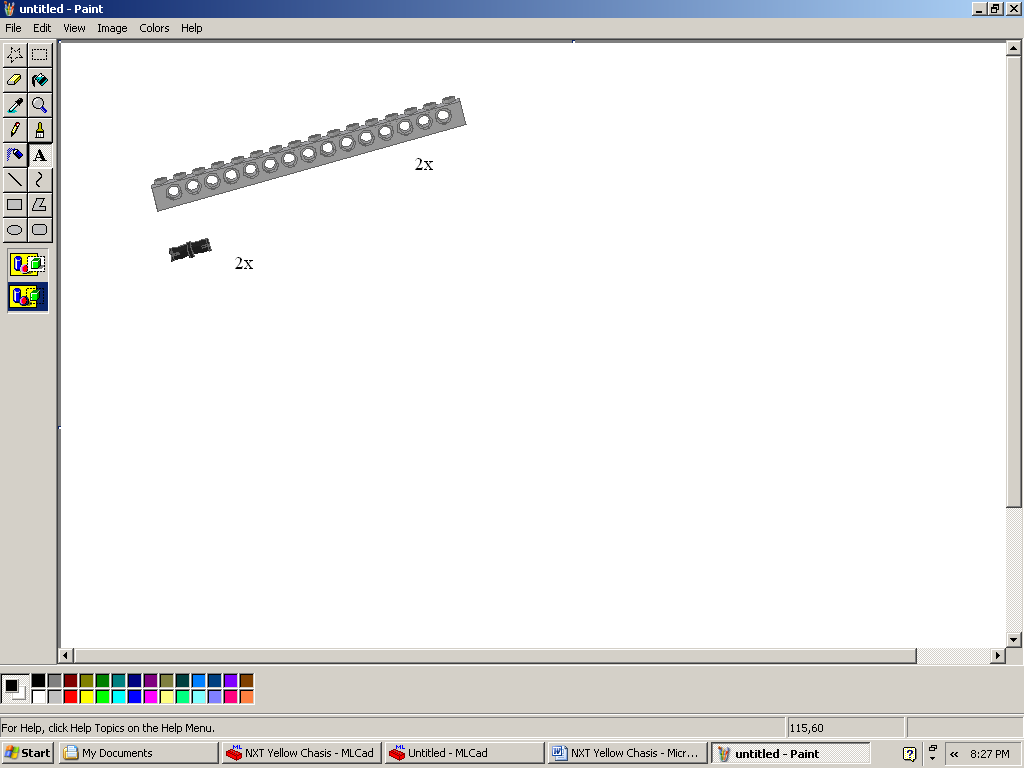 untitled - Paint
File Edit View Image Colors Help
A
2x
2x
For Help, click Help Topics on the Help Menu.
115,60
Start My Documents NXT Yellow Chasis - MLCad Untitled - MLCad NXT Yellow Chasis - Micr... untitled - Paint ? « 8:27 PM